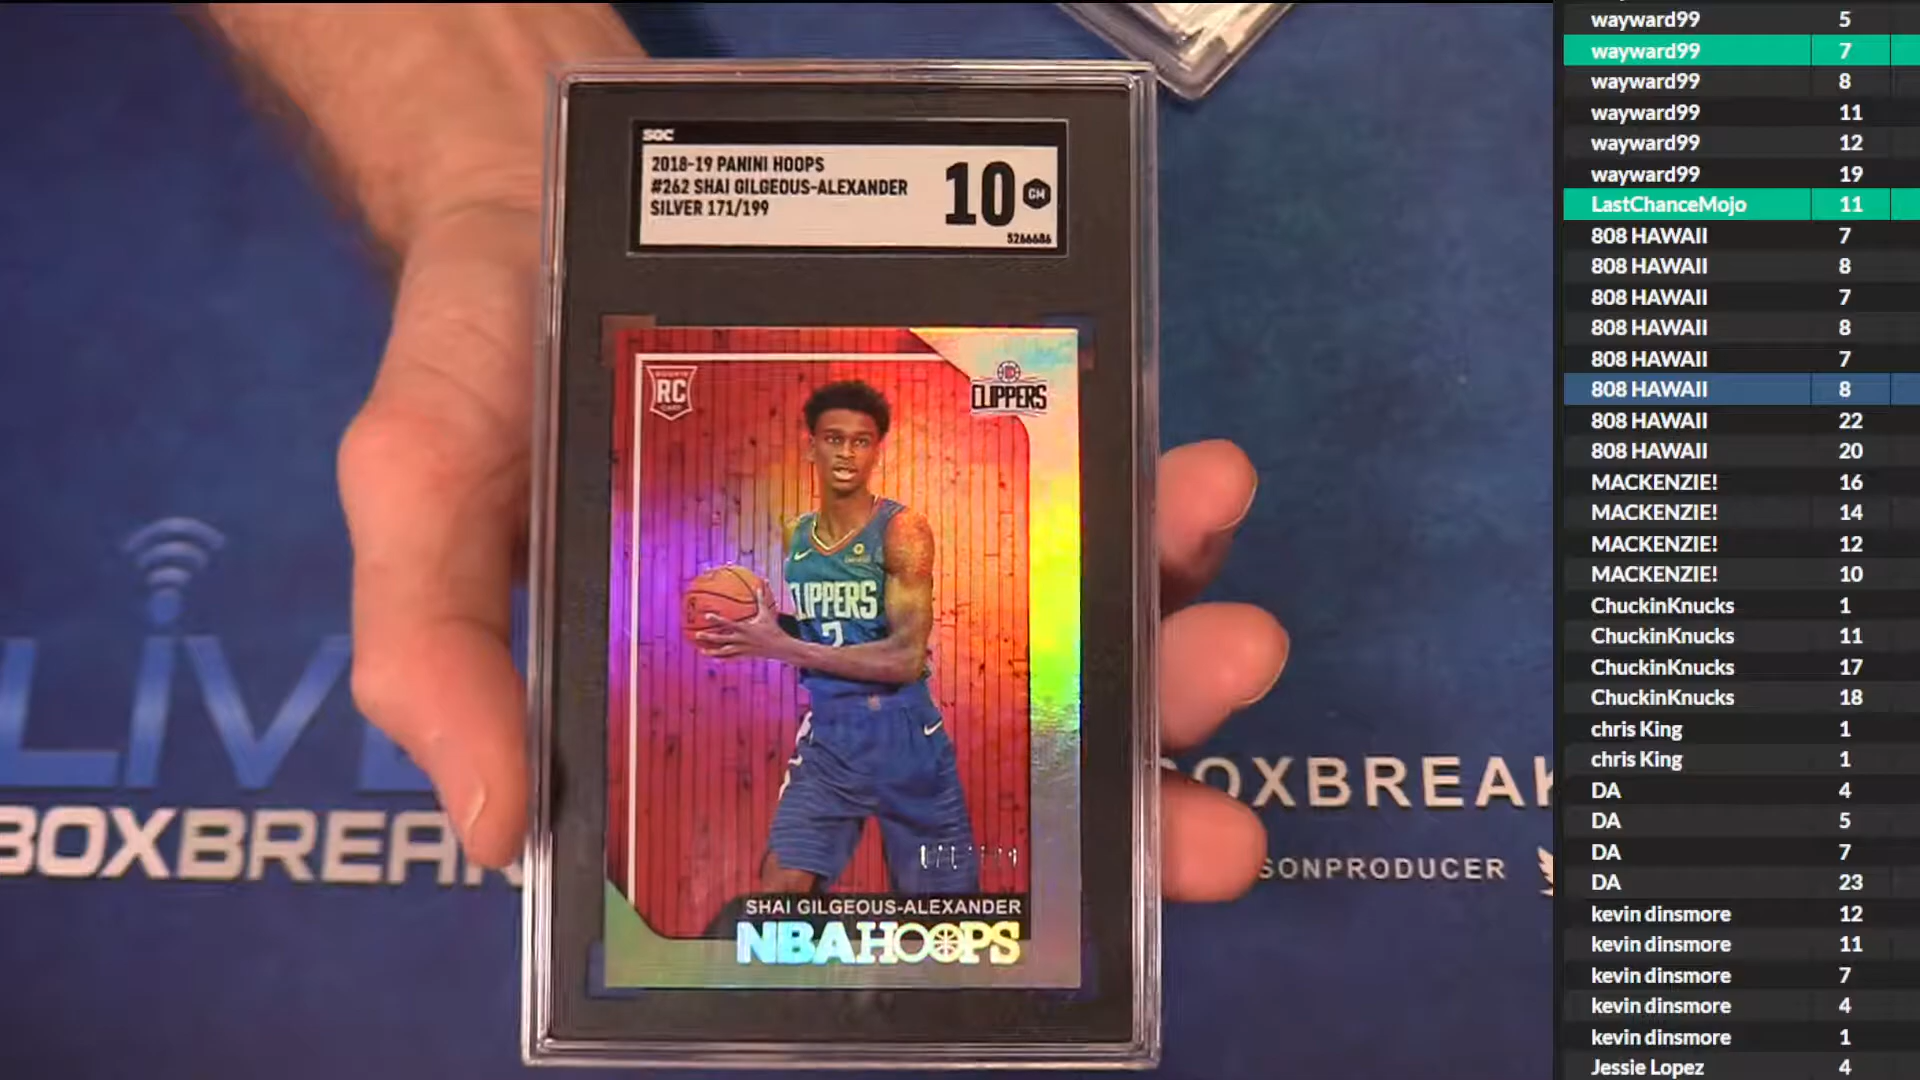 SGC
2018-19 PANINI HOOPS
#262 SHAI GILGEOUS-ALEXANDER
SILVER 171/199
10 GM
5266686
ROOKIE
RC
CARD
CLIPPERS
CLIPPERS
SHAI GILGEOUS-ALEXANDER
NBA HOOPS
LIVE
BOXBREAK
BOXBREAK
SONPRODUCER
wayward99 5
wayward99 7
wayward99 8
wayward99 11
wayward99 12
wayward99 19
LastChanceMojo 11
808 HAWAII 7
808 HAWAII 8
808 HAWAII 7
808 HAWAII 8
808 HAWAII 7
808 HAWAII 8
808 HAWAII 22
808 HAWAII 20
MACKENZIE! 16
MACKENZIE! 14
MACKENZIE! 12
MACKENZIE! 10
ChuckinKnucks 1
ChuckinKnucks 11
ChuckinKnucks 17
ChuckinKnucks 18
chris King 1
chris King 1
DA 4
DA 5
DA 7
DA 23
kevin dinsmore 12
kevin dinsmore 11
kevin dinsmore 7
kevin dinsmore 4
kevin dinsmore 1
Jessie Lopez 4